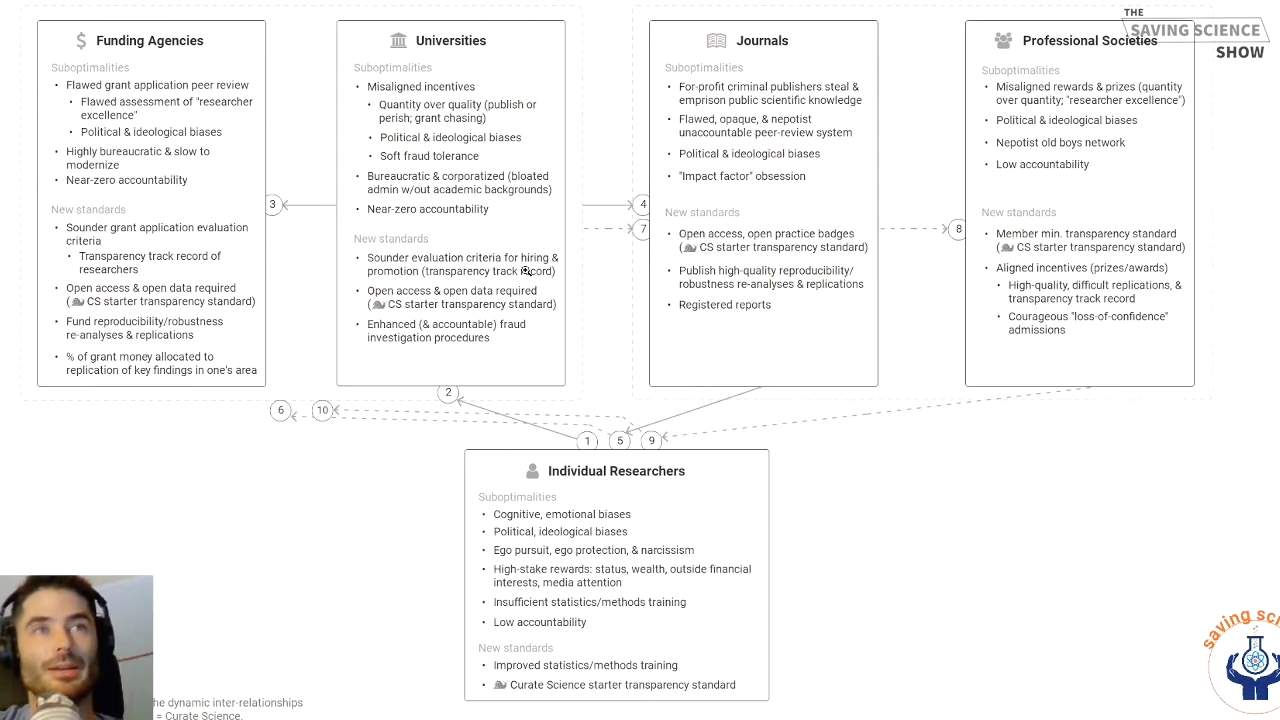 THE
SAVING SCIENCE
SHOW
Funding Agencies
Suboptimalities
• Flawed grant application peer review
• Flawed assessment of "researcher
excellence"
• Political & ideological biases
• Highly bureaucratic & slow to
modernize
• Near-zero accountability
New standards
• Sounder grant application evaluation
criteria
• Transparency track record of
researchers
• Open access & open data required
( CS starter transparency standard)
• Fund reproducibility/robustness
re-analyses & replications
• % of grant money allocated to
replication of key findings in one's area
Universities
Suboptimalities
• Misaligned incentives
• Quantity over quality (publish or
perish; grant chasing)
• Political & ideological biases
• Soft fraud tolerance
• Bureaucratic & corporatized (bloated
admin w/out academic backgrounds)
• Near-zero accountability
New standards
• Sounder evaluation criteria for hiring &
promotion (transparency track record)
• Open access & open data required
( CS starter transparency standard)
• Enhanced (& accountable) fraud
investigation procedures
Journals
Suboptimalities
• For-profit criminal publishers steal &
emprison public scientific knowledge
• Flawed, opaque, & nepotist
unaccountable peer-review system
• Political & ideological biases
• "Impact factor" obsession
New standards
• Open access, open practice badges
( CS starter transparency standard)
• Publish high-quality reproducibility/
robustness re-analyses & replications
• Registered reports
Professional Societies
Suboptimalities
• Misaligned rewards & prizes (quantity
over quantity; "researcher excellence")
• Political & ideological biases
• Nepotist old boys network
• Low accountability
New standards
• Member min. transparency standard
( CS starter transparency standard)
• Aligned incentives (prizes/awards)
• High-quality, difficult replications, &
transparency track record
• Courageous "loss-of-confidence"
admissions
3
4
7
8
2
6
10
1
5
9
Individual Researchers
Suboptimalities
• Cognitive, emotional biases
• Political, ideological biases
• Ego pursuit, ego protection, & narcissism
• High-stake rewards: status, wealth, outside financial
interests, media attention
• Insufficient statistics/methods training
• Low accountability
New standards
• Improved statistics/methods training
• Curate Science starter transparency standard
he dynamic inter-relationships
= Curate Science.
saving sci